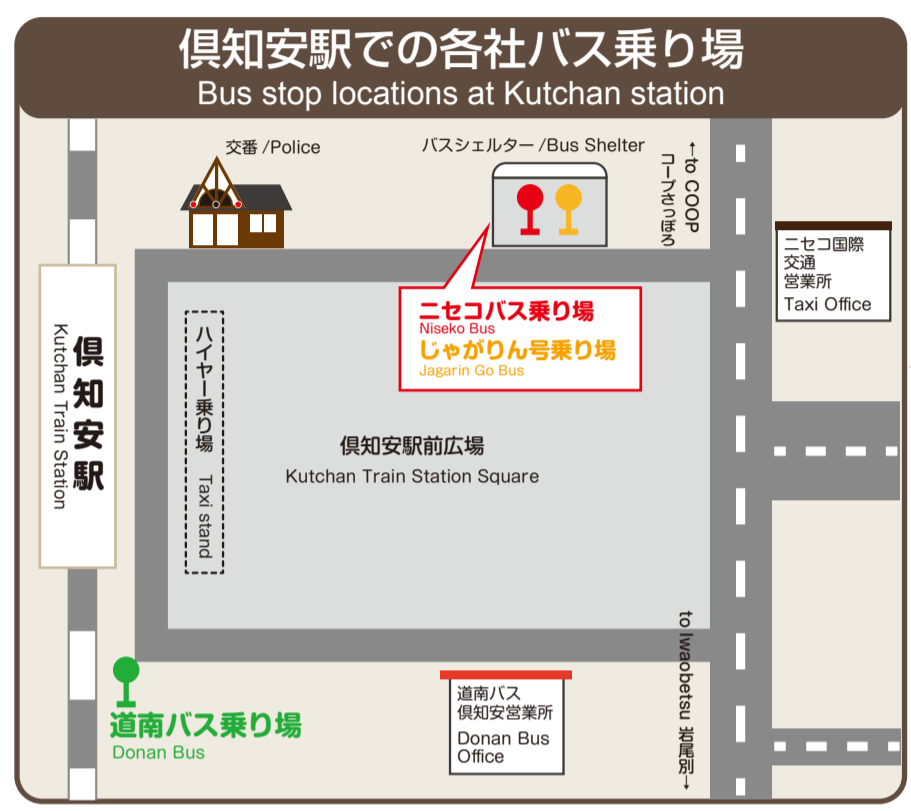 倶知安駅での各社バス乗り場
Bus stop locations at Kutchan station
交番 /Police
バスシェルター /Bus Shelter
←to COOP
コープさっぽろ
ニセコ国際
交通
営業所
Taxi Office
ニセコバス乗り場
Niseko Bus
じゃがりん号乗り場
Jagarin Go Bus
倶知安駅
Kutchan Train Station
ハイヤー乗り場 Taxi stand
倶知安駅前広場
Kutchan Train Station Square
to Iwaobetsu 岩尾別→
道南バス乗り場
Donan Bus
道南バス
倶知安営業所
Donan Bus
Office